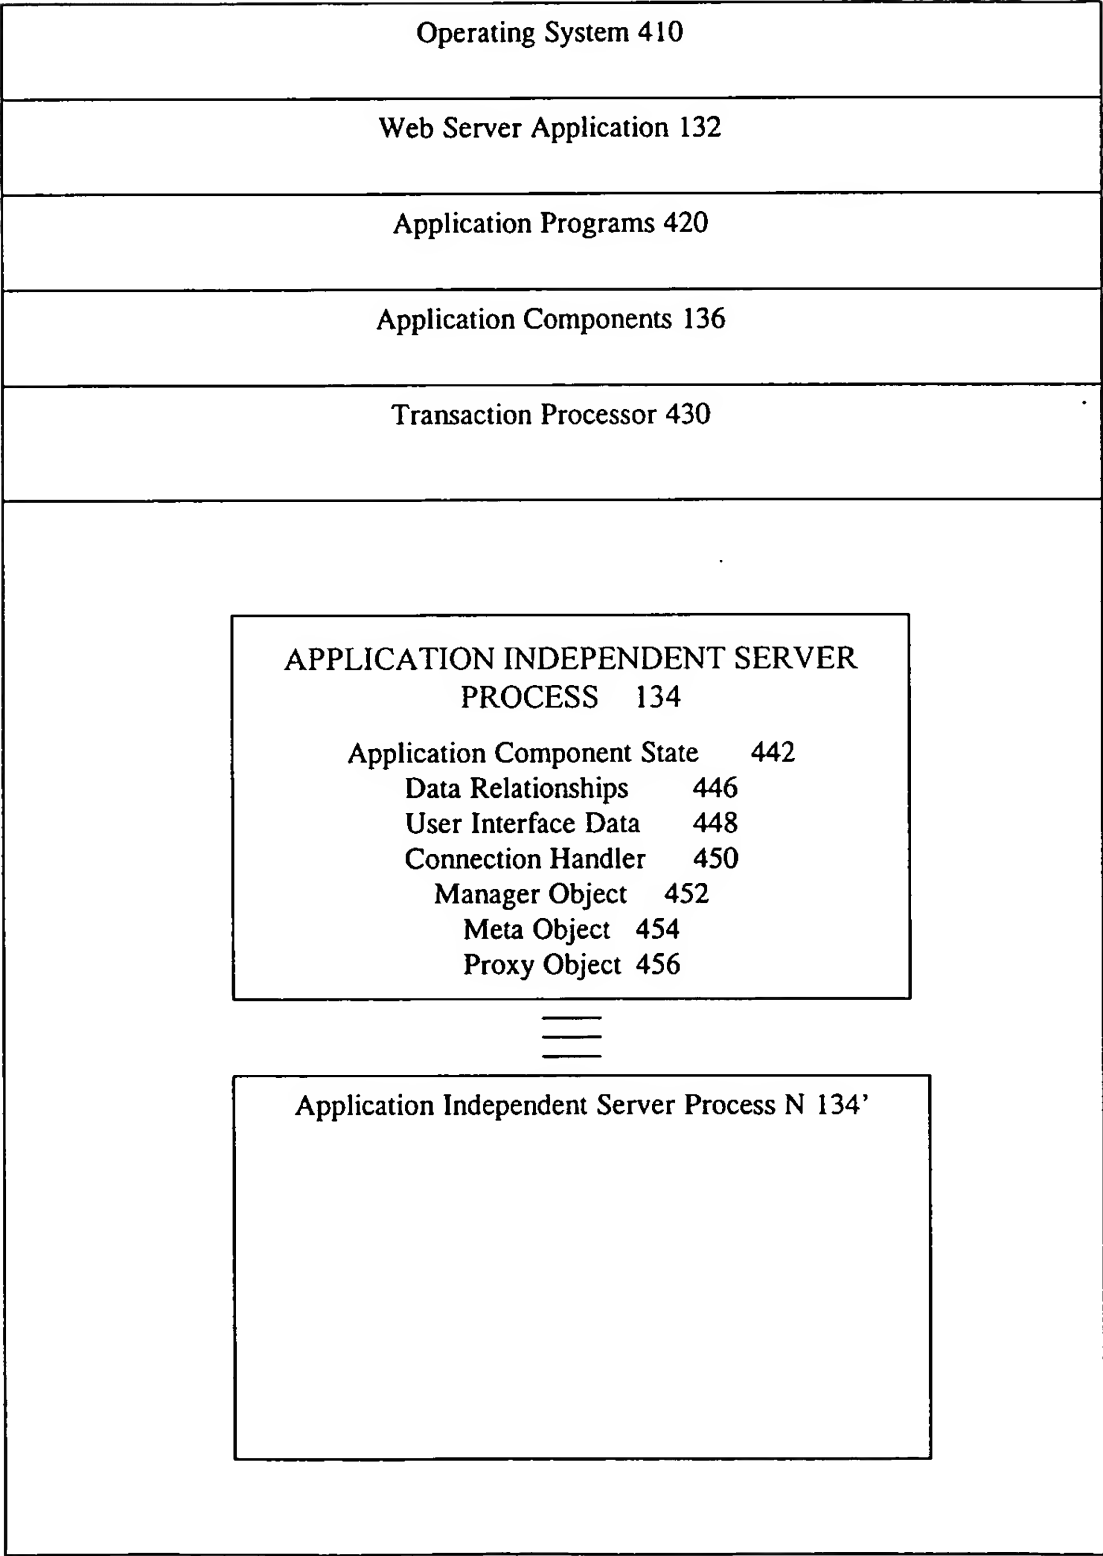 Operating System 410
Web Server Application 132
Application Programs 420
Application Components 136
Transaction Processor 430
APPLICATION INDEPENDENT SERVER
PROCESS 134
Application Component State 442
Data Relationships 446
User Interface Data 448
Connection Handler 450
Manager Object 452
Meta Object 454
Proxy Object 456
Application Independent Server Process N 134'